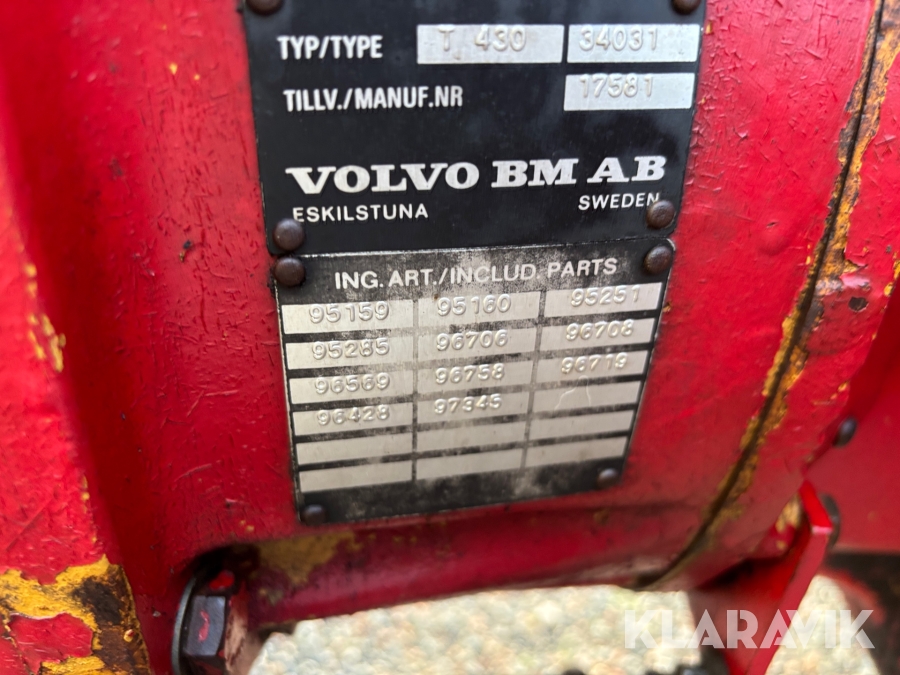 TYP/TYPE T 430 34031
TILLV./MANUF.NR 17581
VOLVO BM AB
ESKILSTUNA SWEDEN
ING. ART./INCLUD PARTS
95159 95160 95251
95285 96706 96708
96569 96758 96719
96428 97345
KLARAVIK